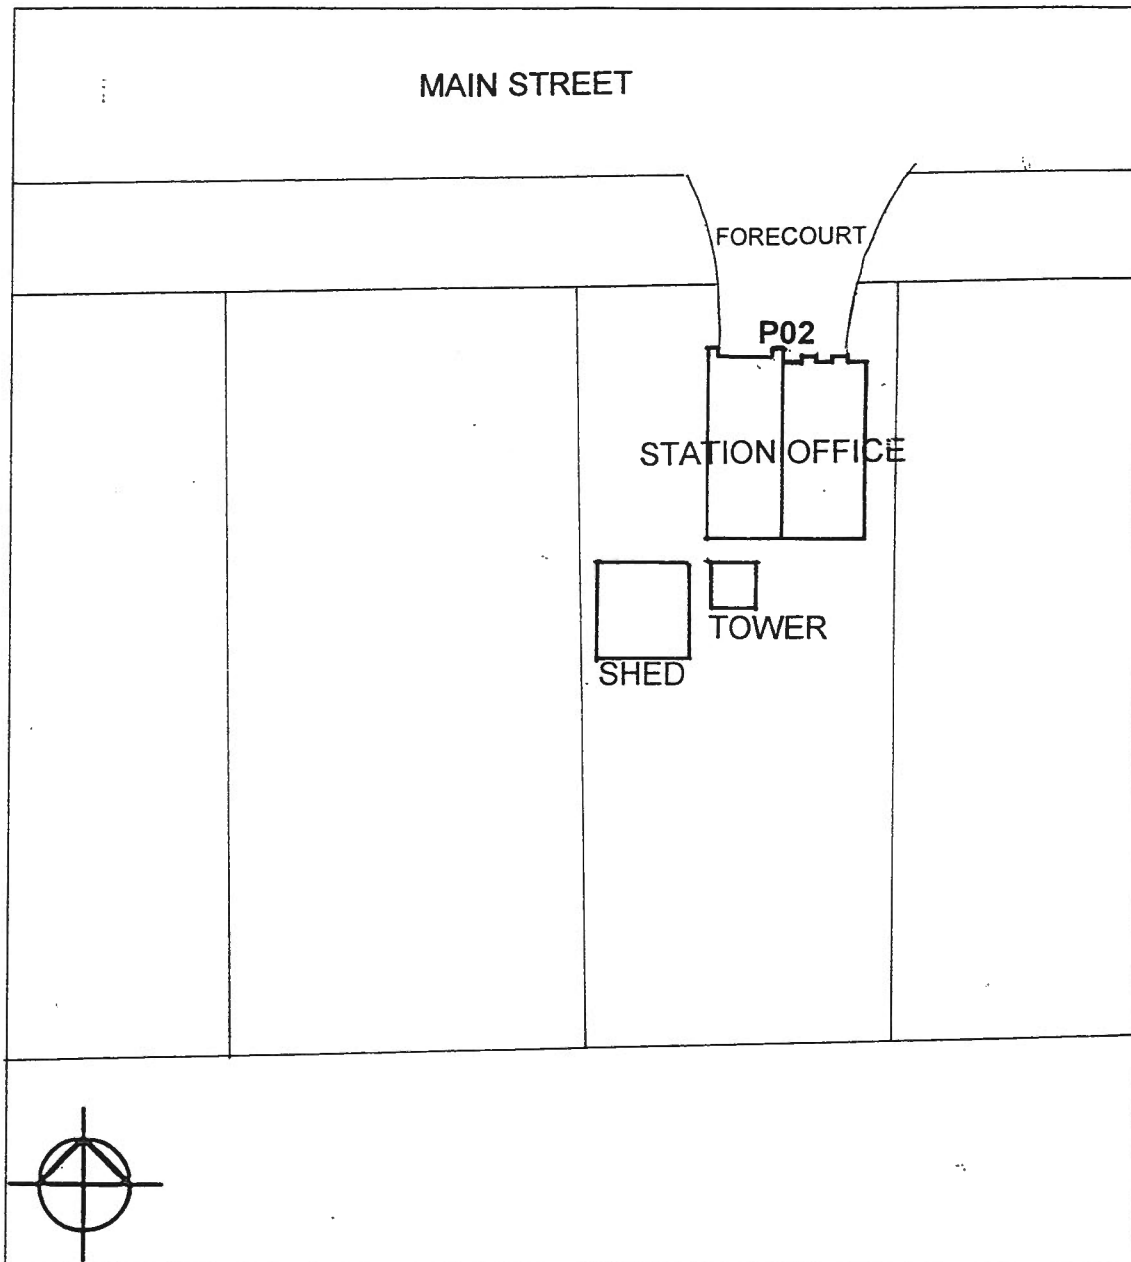 MAIN STREET
FORECOURT
P02
STATION OFFICE
TOWER
SHED